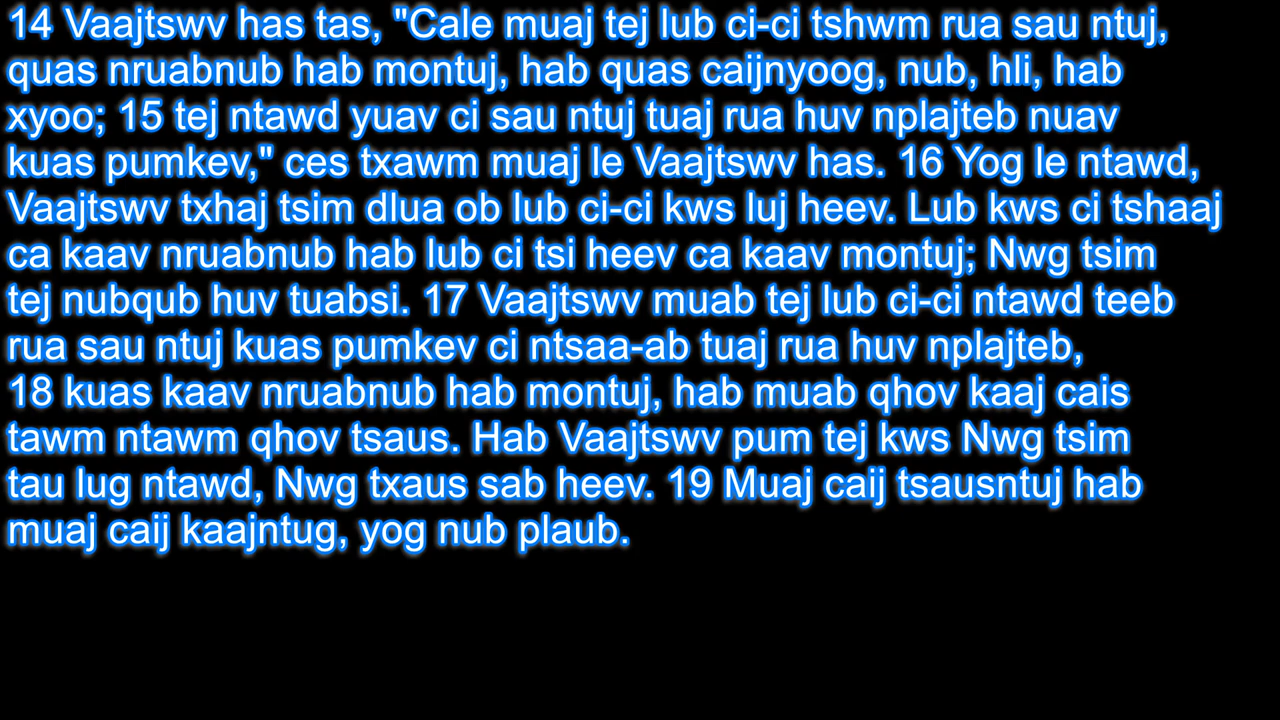 14 Vaajtswv has tas, "Cale muaj tej lub ci-ci tshwm rua sau ntuj,
quas nruabnub hab montuj, hab quas caijnyoog, nub, hli, hab
xyoo; 15 tej ntawd yuav ci sau ntuj tuaj rua huv nplajteb nuav
kuas pumkev," ces txawm muaj le Vaajtswv has. 16 Yog le ntawd,
Vaajtswv txhaj tsim dlua ob lub ci-ci kws luj heev. Lub kws ci tshaaj
ca kaav nruabnub hab lub ci tsi heev ca kaav montuj; Nwg tsim
tej nubqub huv tuabsi. 17 Vaajtswv muab tej lub ci-ci ntawd teeb
rua sau ntuj kuas pumkev ci ntsaa-ab tuaj rua huv nplajteb,
18 kuas kaav nruabnub hab montuj, hab muab qhov kaaj cais
tawm ntawm qhov tsaus. Hab Vaajtswv pum tej kws Nwg tsim
tau lug ntawd, Nwg txaus sab heev. 19 Muaj caij tsausntuj hab
muaj caij kaajntug, yog nub plaub.